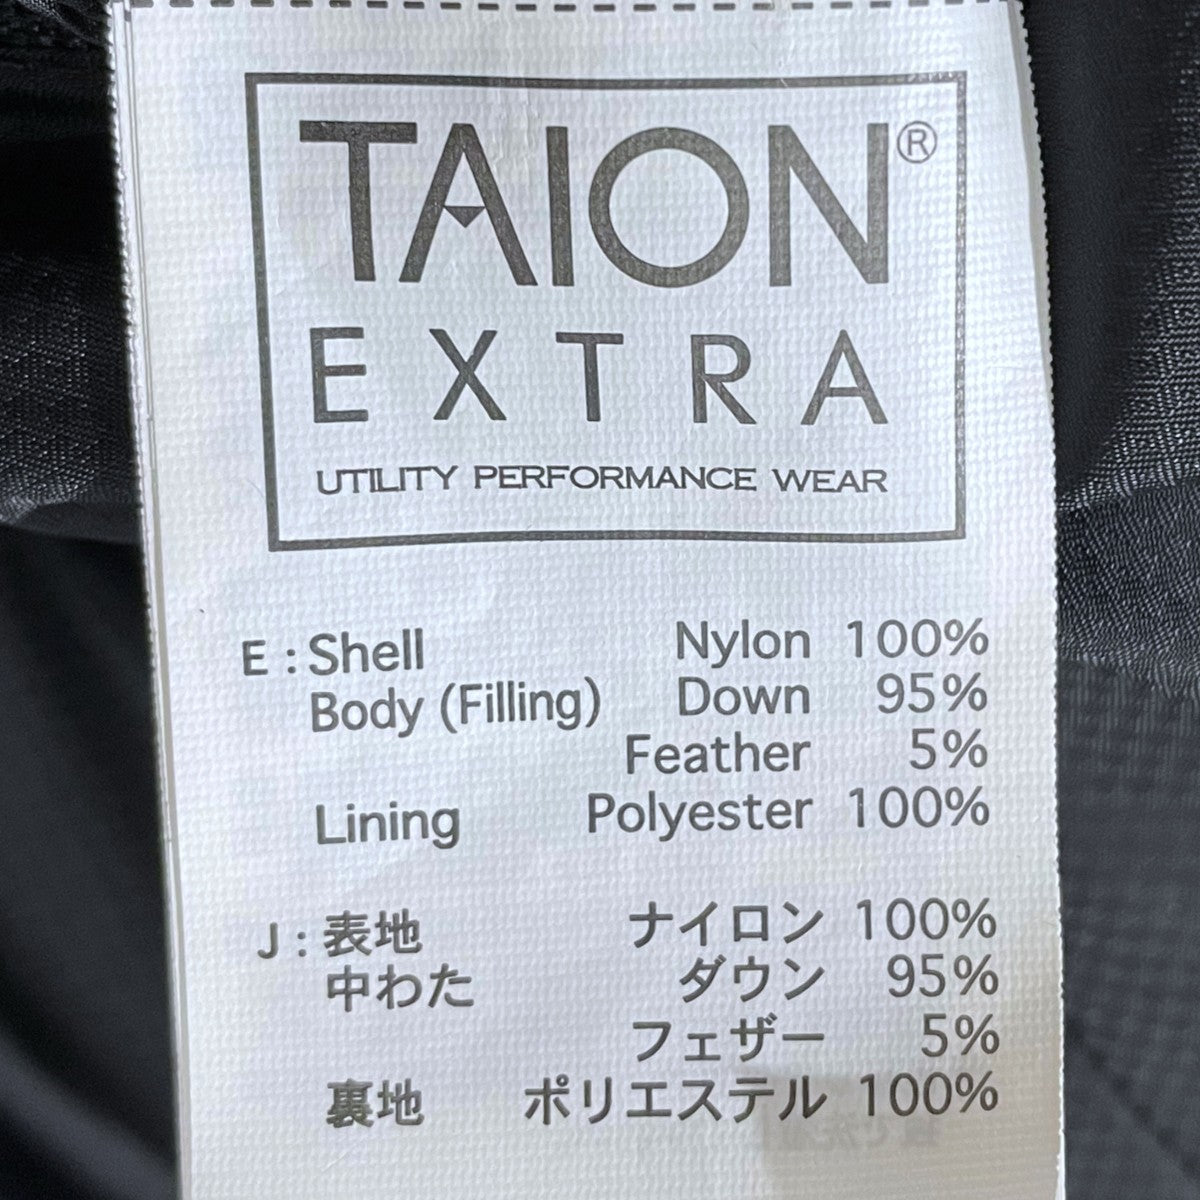 TAION®
EXTRA
UTILITY PERFORMANCE WEAR
E : Shell Nylon 100%
Body (Filling) Down 95%
Feather 5%
Lining Polyester 100%
J : 表地 ナイロン 100%
中わた ダウン 95%
フェザー 5%
裏地 ポリエステル 100%